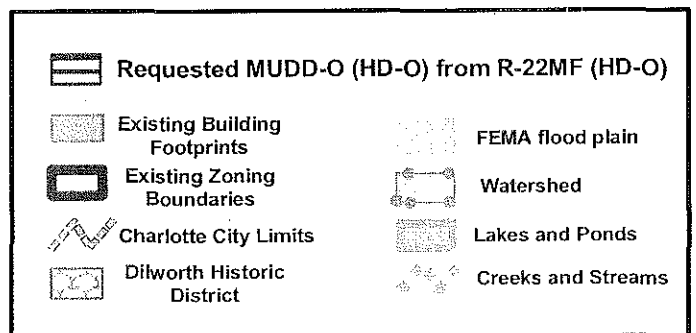 Requested MUDD-O (HD-O) from R-22MF (HD-O)
Existing Building
Footprints
Existing Zoning
Boundaries
Charlotte City Limits
Dilworth Historic
District
FEMA flood plain
Watershed
Lakes and Ponds
Creeks and Streams